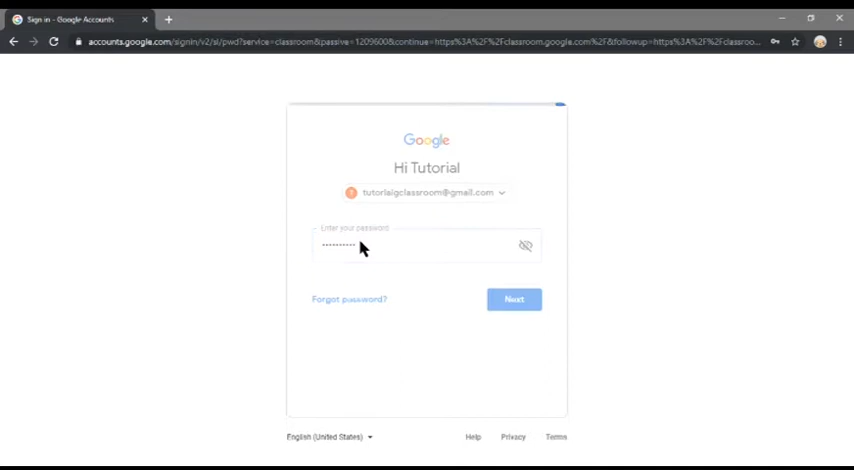 Sign in - Google Accounts
accounts.google.com/signin/v2/sl/pwd?service=classroom&passive=1209600&continue=https%3A%2F%2Fclassroom.google.com%2F&followup=https%3A%2F%2Fclassroo...
Google
Hi Tutorial
tutorialgclassroom@gmail.com
Enter your password
Forgot password?
Next
English (United States)
Help
Privacy
Terms